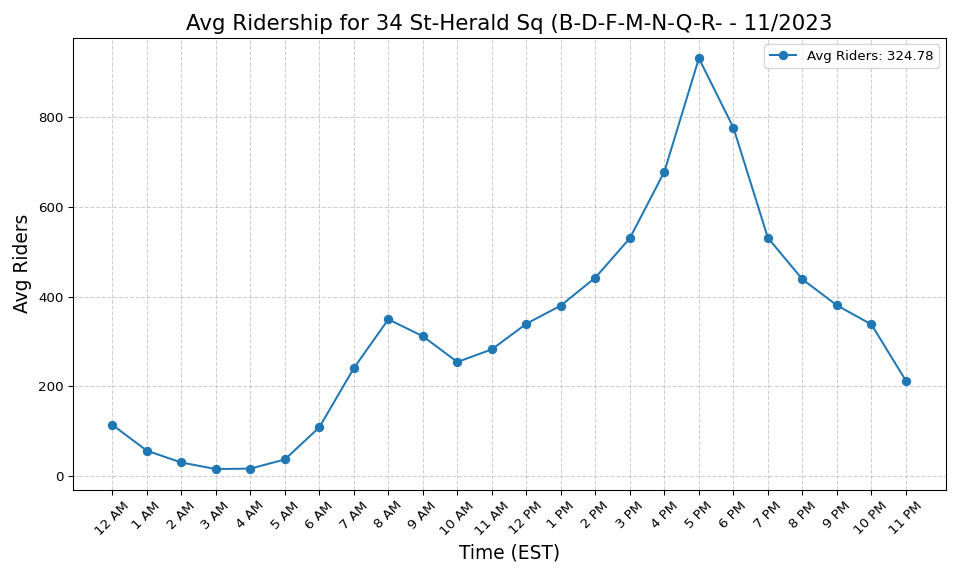 Avg Ridership for 34 St-Herald Sq (B-D-F-M-N-Q-R- - 11/2023
Avg Riders: 324.78
Avg Riders
800
600
400
200
0
12 AM
1 AM
2 AM
3 AM
4 AM
5 AM
6 AM
7 AM
8 AM
9 AM
10 AM
11 AM
12 PM
1 PM
2 PM
3 PM
4 PM
5 PM
6 PM
7 PM
8 PM
9 PM
10 PM
11 PM
Time (EST)